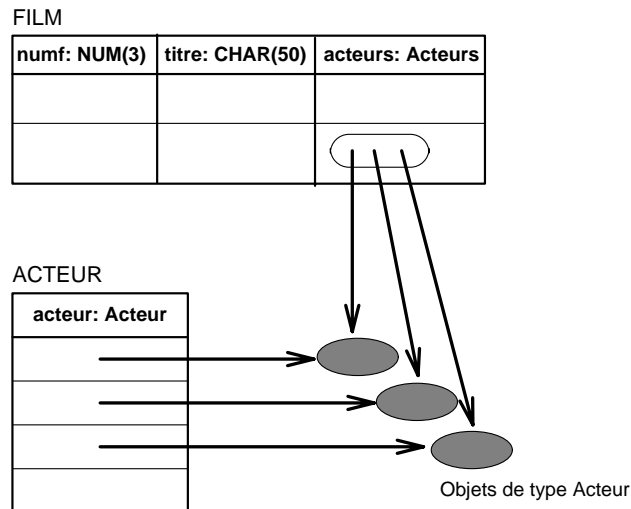 FILM
numf: NUM(3) titre: CHAR(50) acteurs: Acteurs
ACTEUR
acteur: Acteur
Objets de type Acteur